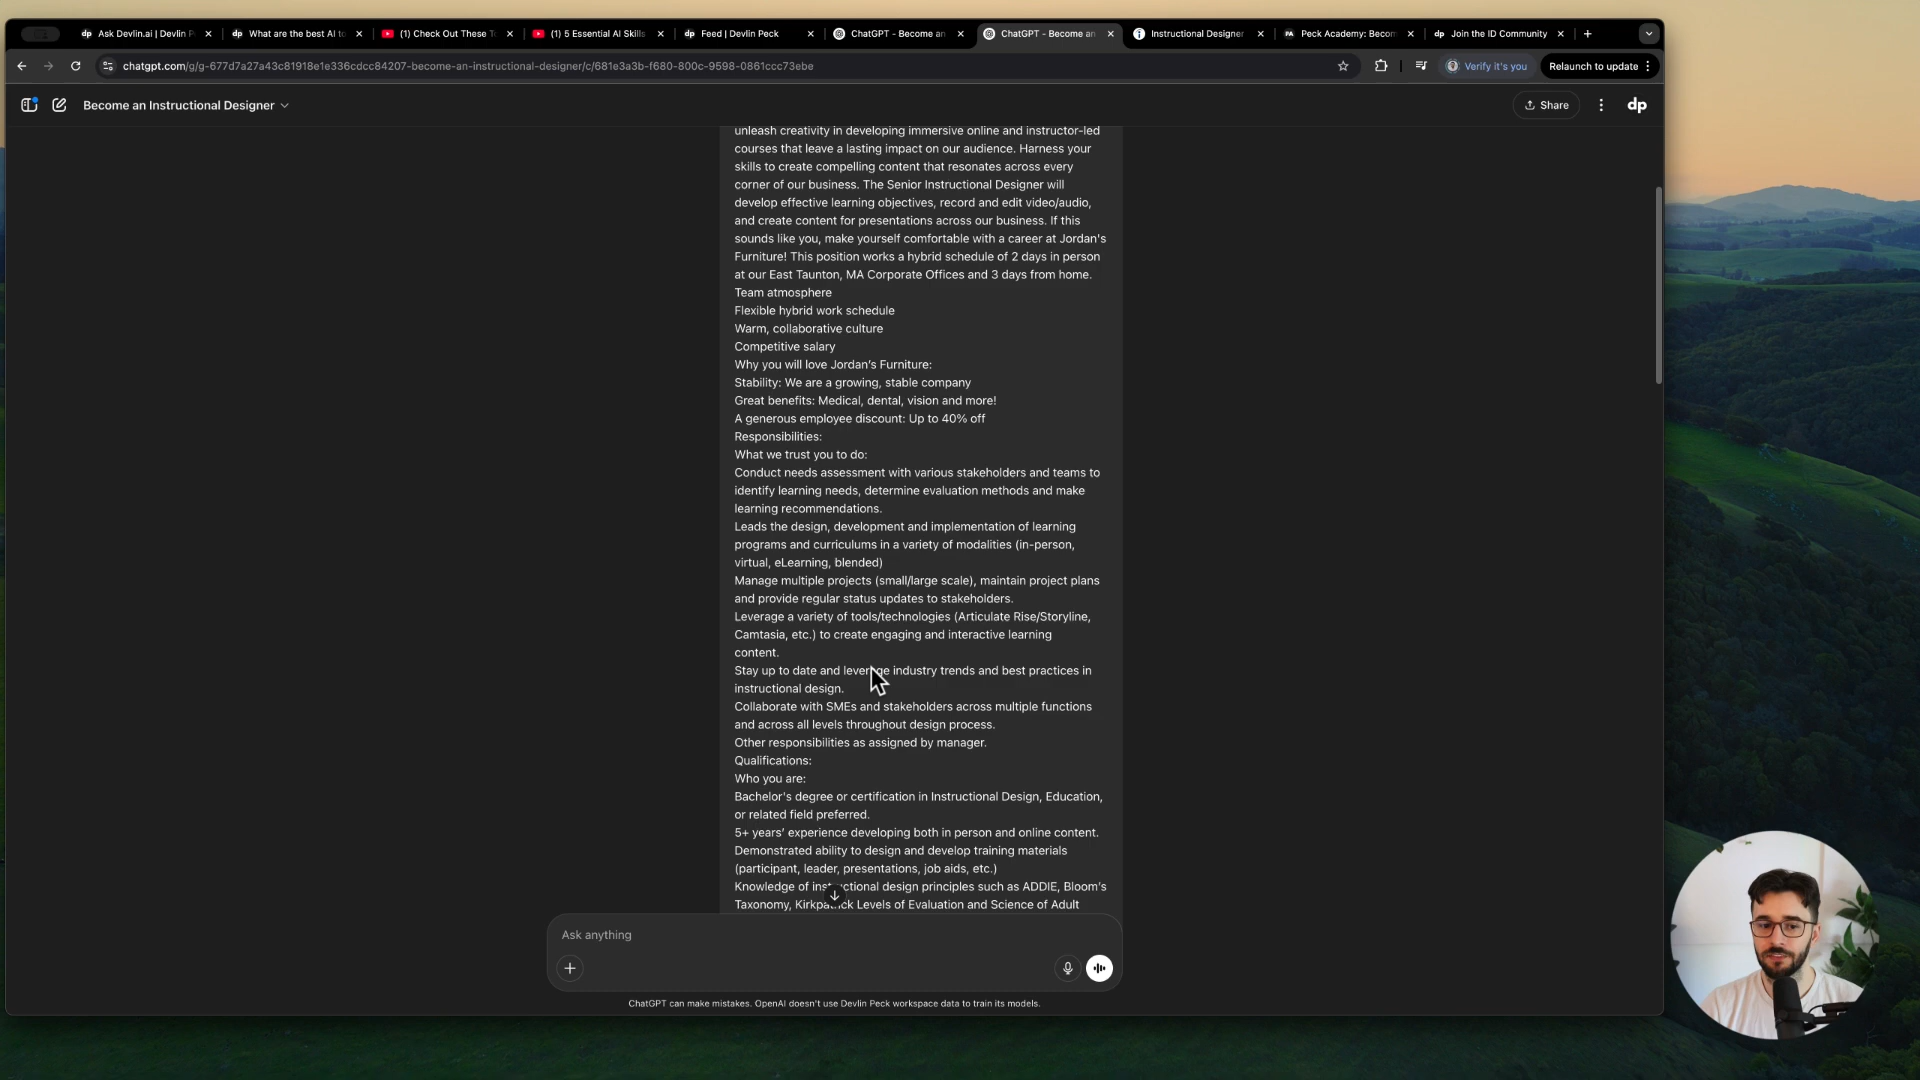 Ask Devlin.ai | Devlin P
What are the best AI to
(1) Check Out These T
(1) 5 Essential AI Skills
Feed | Devlin Peck
ChatGPT - Become an
ChatGPT - Become an
Instructional Designer
Peck Academy: Becom
Join the ID Community
chatgpt.com/g/g-677d7a27a43c81918e1e336cdcc84207-become-an-instructional-designer/c/681e3a3b-f680-800c-9598-0861ccc73ebe
Verify it's you
Relaunch to update
Become an Instructional Designer
Share
dp
unleash creativity in developing immersive online and instructor-led
courses that leave a lasting impact on our audience. Harness your
skills to create compelling content that resonates across every
corner of our business. The Senior Instructional Designer will
develop effective learning objectives, record and edit video/audio,
and create content for presentations across our business. If this
sounds like you, make yourself comfortable with a career at Jordan's
Furniture! This position works a hybrid schedule of 2 days in person
at our East Taunton, MA Corporate Offices and 3 days from home.
Team atmosphere
Flexible hybrid work schedule
Warm, collaborative culture
Competitive salary
Why you will love Jordan's Furniture:
Stability: We are a growing, stable company
Great benefits: Medical, dental, vision and more!
A generous employee discount: Up to 40% off
Responsibilities:
What we trust you to do:
Conduct needs assessment with various stakeholders and teams to
identify learning needs, determine evaluation methods and make
learning recommendations.
Leads the design, development and implementation of learning
programs and curriculums in a variety of modalities (in-person,
virtual, eLearning, blended)
Manage multiple projects (small/large scale), maintain project plans
and provide regular status updates to stakeholders.
Leverage a variety of tools/technologies (Articulate Rise/Storyline,
Camtasia, etc.) to create engaging and interactive learning
content.
Stay up to date and leverage industry trends and best practices in
instructional design.
Collaborate with SMEs and stakeholders across multiple functions
and across all levels throughout design process.
Other responsibilities as assigned by manager.
Qualifications:
Who you are:
Bachelor's degree or certification in Instructional Design, Education,
or related field preferred.
5+ years' experience developing both in person and online content.
Demonstrated ability to design and develop training materials
(participant, leader, presentations, job aids, etc.)
Knowledge of instructional design principles such as ADDIE, Bloom's
Taxonomy, Kirkpatrick Levels of Evaluation and Science of Adult
Ask anything
ChatGPT can make mistakes. OpenAI doesn't use Devlin Peck workspace data to train its models.